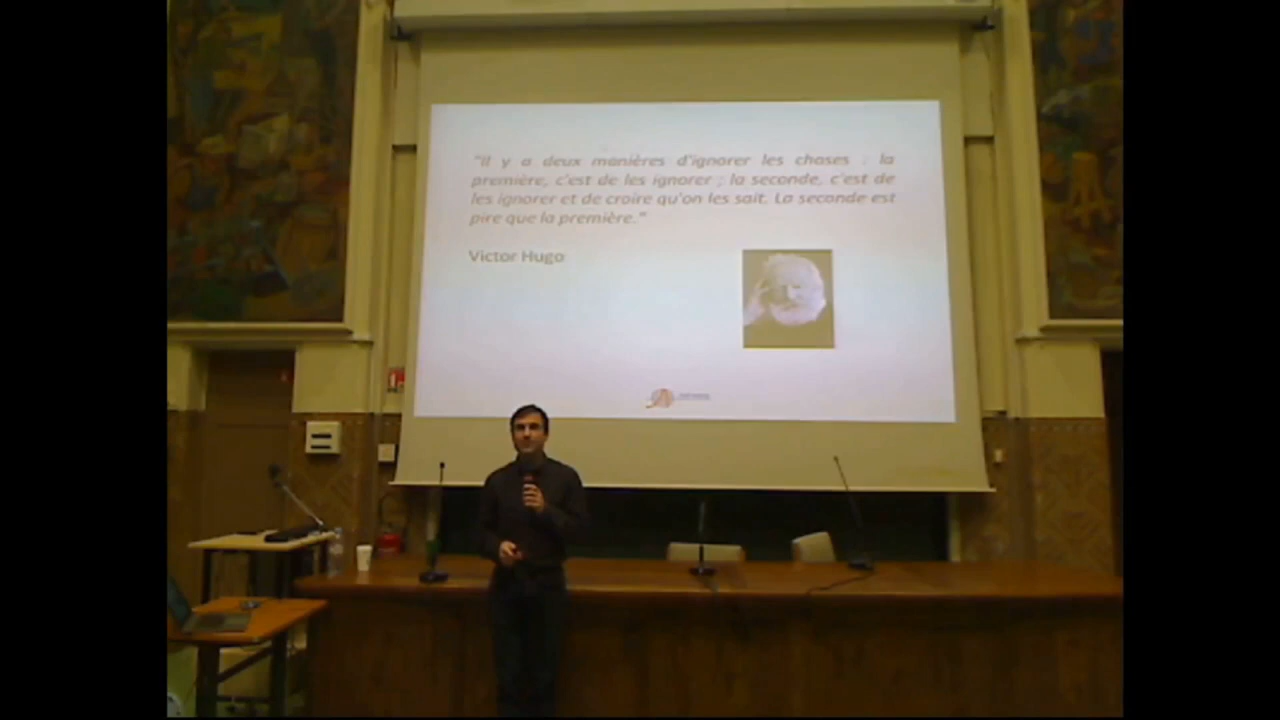 "Il y a deux manières d'ignorer les choses : la
première, c'est de les ignorer ; la seconde, c'est de
les ignorer et de croire qu'on les sait. La seconde est
pire que la première."
Victor Hugo